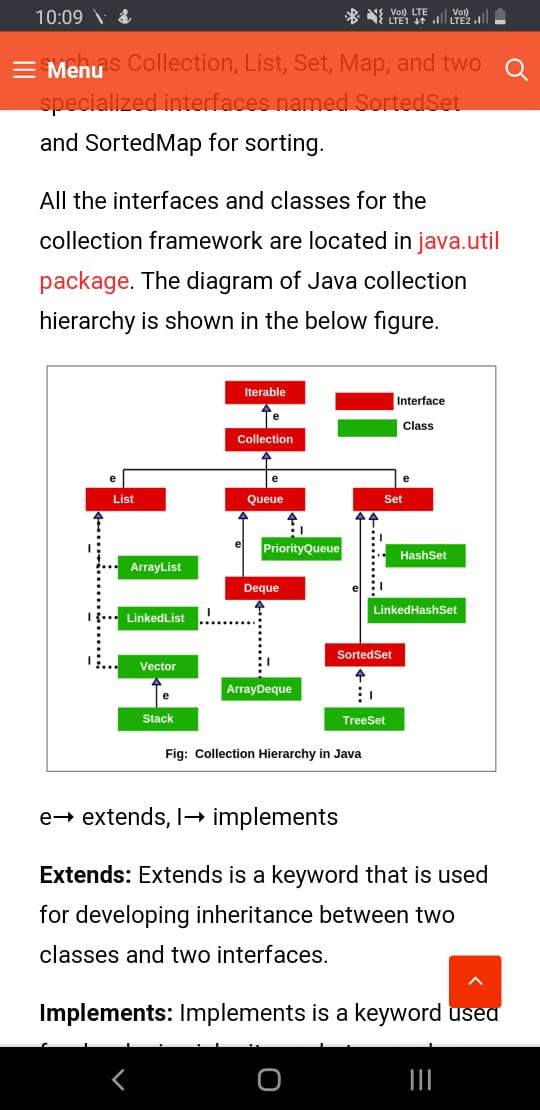 10:09
Vo)) LTE
LTE1
Vo))
LTE2
Menu
such as Collection, List, Set, Map, and two
specialized interfaces named SortedSet
and SortedMap for sorting.
All the interfaces and classes for the
collection framework are located in java.util
package. The diagram of Java collection
hierarchy is shown in the below figure.
Iterable
Interface
e
Class
Collection
e
e
e
List
Queue
Set
I
I
I
e
PriorityQueue
HashSet
ArrayList
Deque
e
I
I
LinkedList
I
LinkedHashSet
I
Vector
I
SortedSet
e
ArrayDeque
I
Stack
TreeSet
Fig: Collection Hierarchy in Java
e→ extends, I→ implements
Extends: Extends is a keyword that is used
for developing inheritance between two
classes and two interfaces.
Implements: Implements is a keyword used